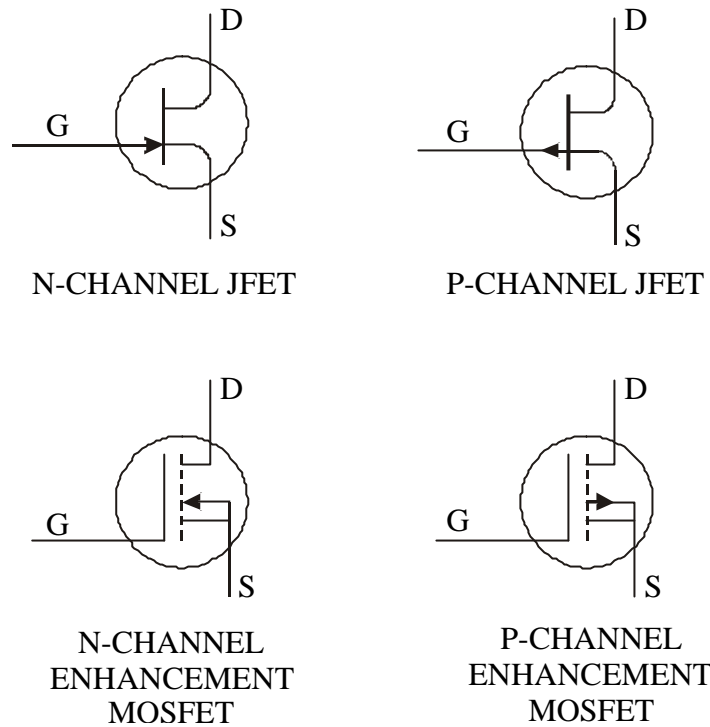 D
D
G
G
S
S
N-CHANNEL JFET
P-CHANNEL JFET
D
D
G
G
S
S
N-CHANNEL
ENHANCEMENT
MOSFET
P-CHANNEL
ENHANCEMENT
MOSFET